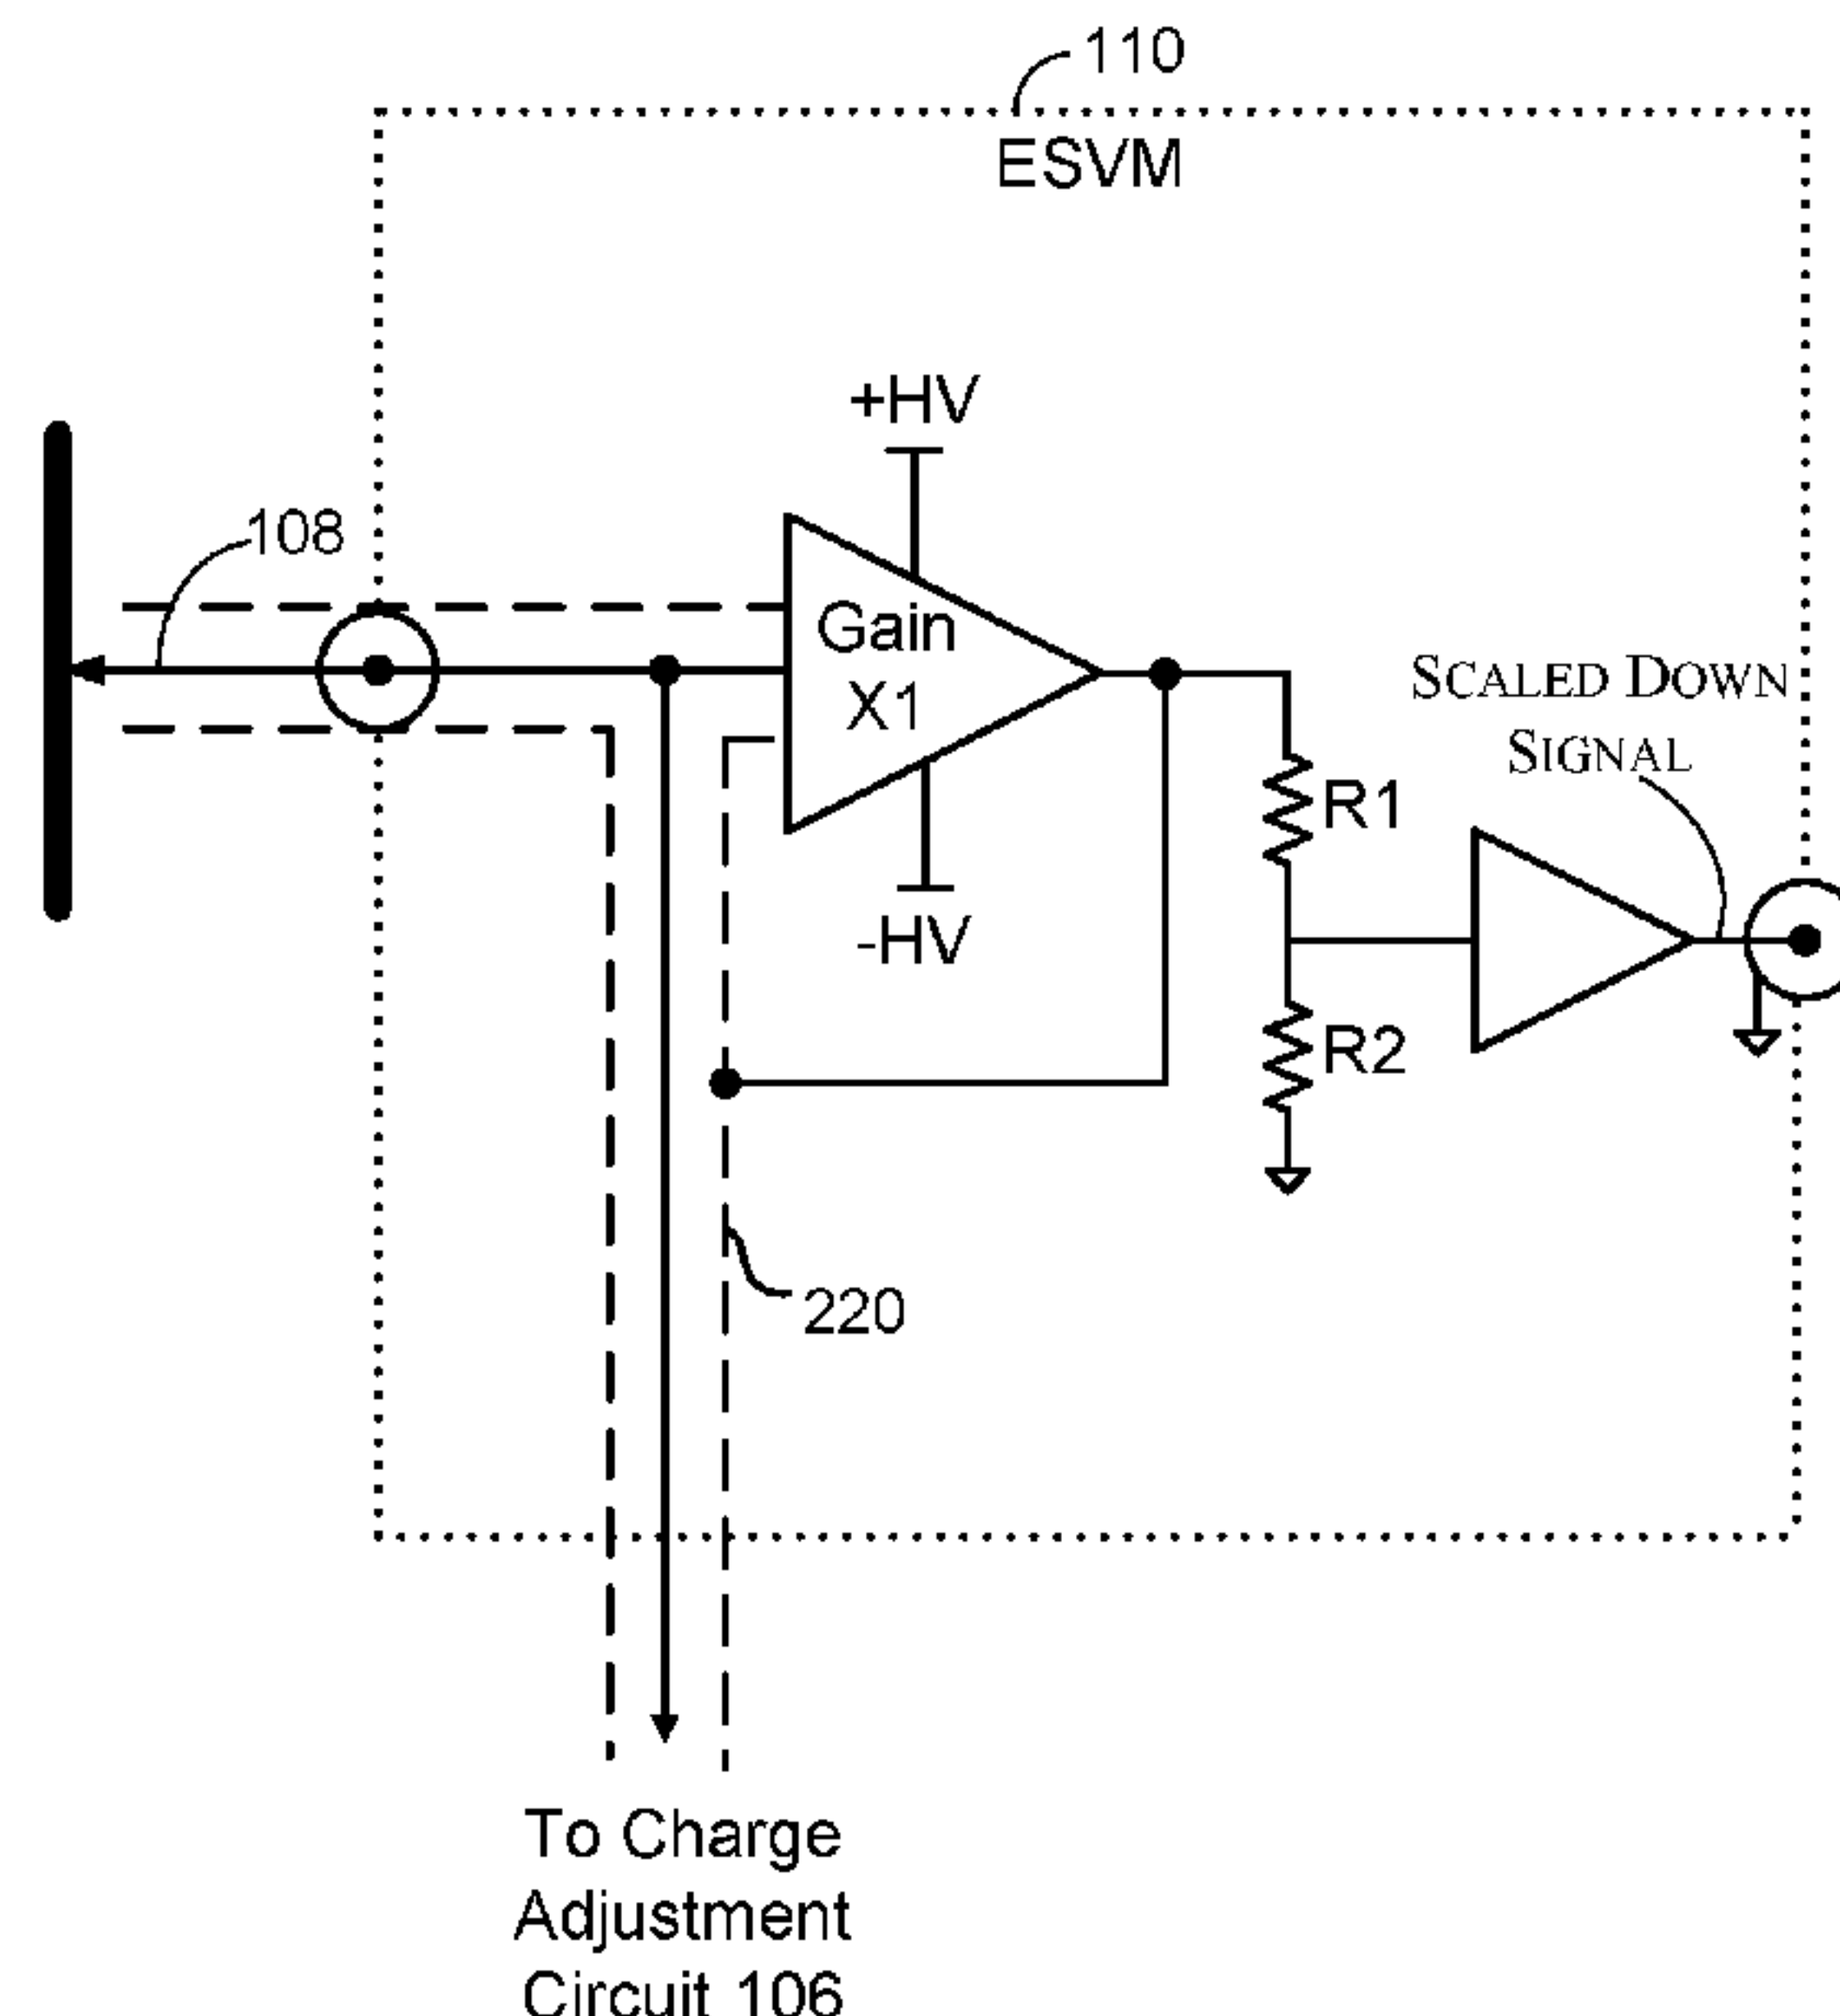 110
ESVM
+HV
108
Gain
X1
SCALED DOWN
SIGNAL
R1
-HV
R2
220
To Charge
Adjustment
Circuit 106